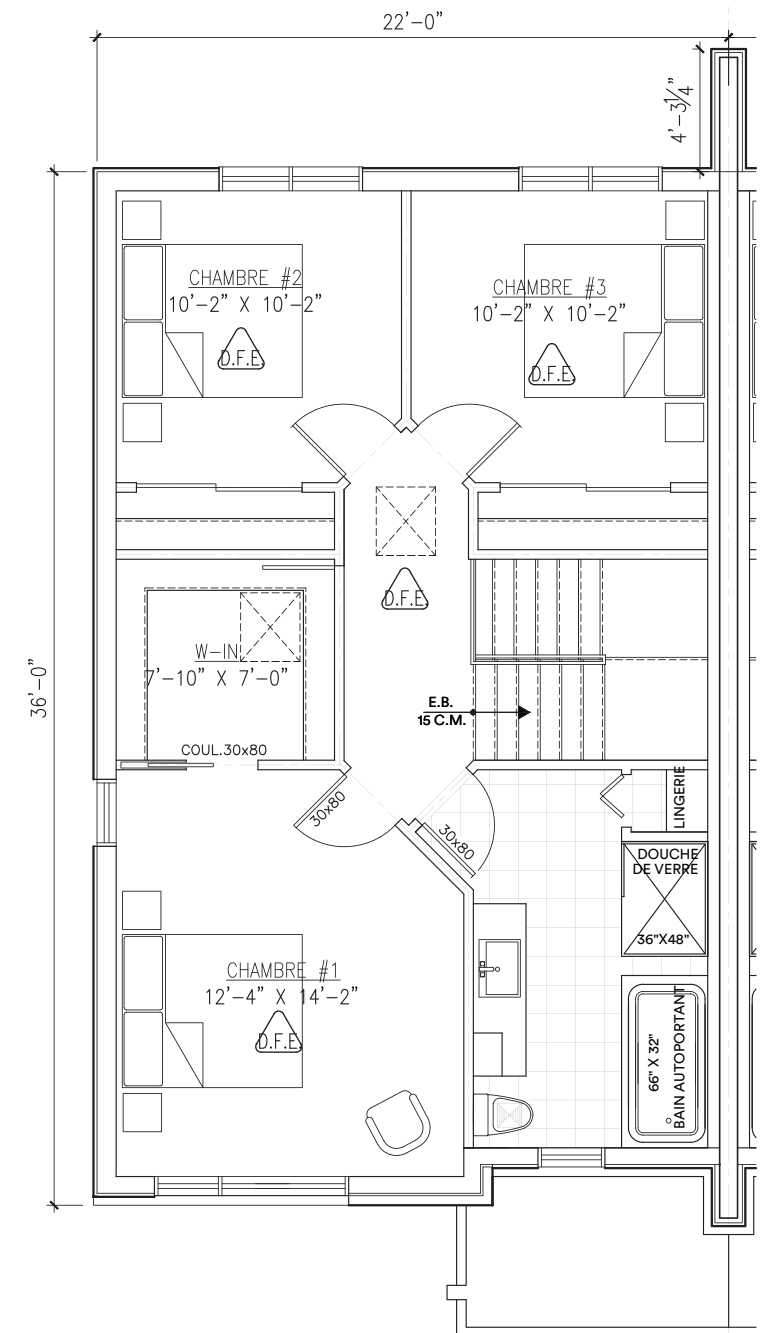 22'-0"
4'-3¼"
CHAMBRE #2
10'-2" X 10'-2"
D.F.E.
CHAMBRE #3
10'-2" X 10'-2"
D.F.E.
D.F.E.
36'-0"
W-IN
7'-10" X 7'-0"
COUL.30x80
E.B.
15 C.M.
30x80
30x80
LINGERIE
DOUCHE
DE VERRE
36"X48"
CHAMBRE #1
12'-4" X 14'-2"
D.F.E.
66" X 32"
BAIN AUTOPORTANT